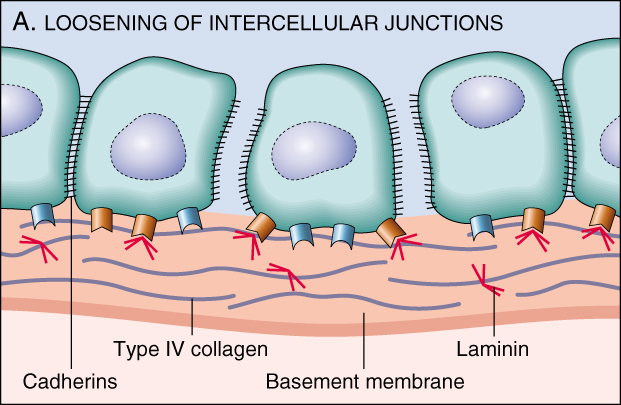 A. LOOSENING OF INTERCELLULAR JUNCTIONS
Type IV collagen
Laminin
Cadherins
Basement membrane